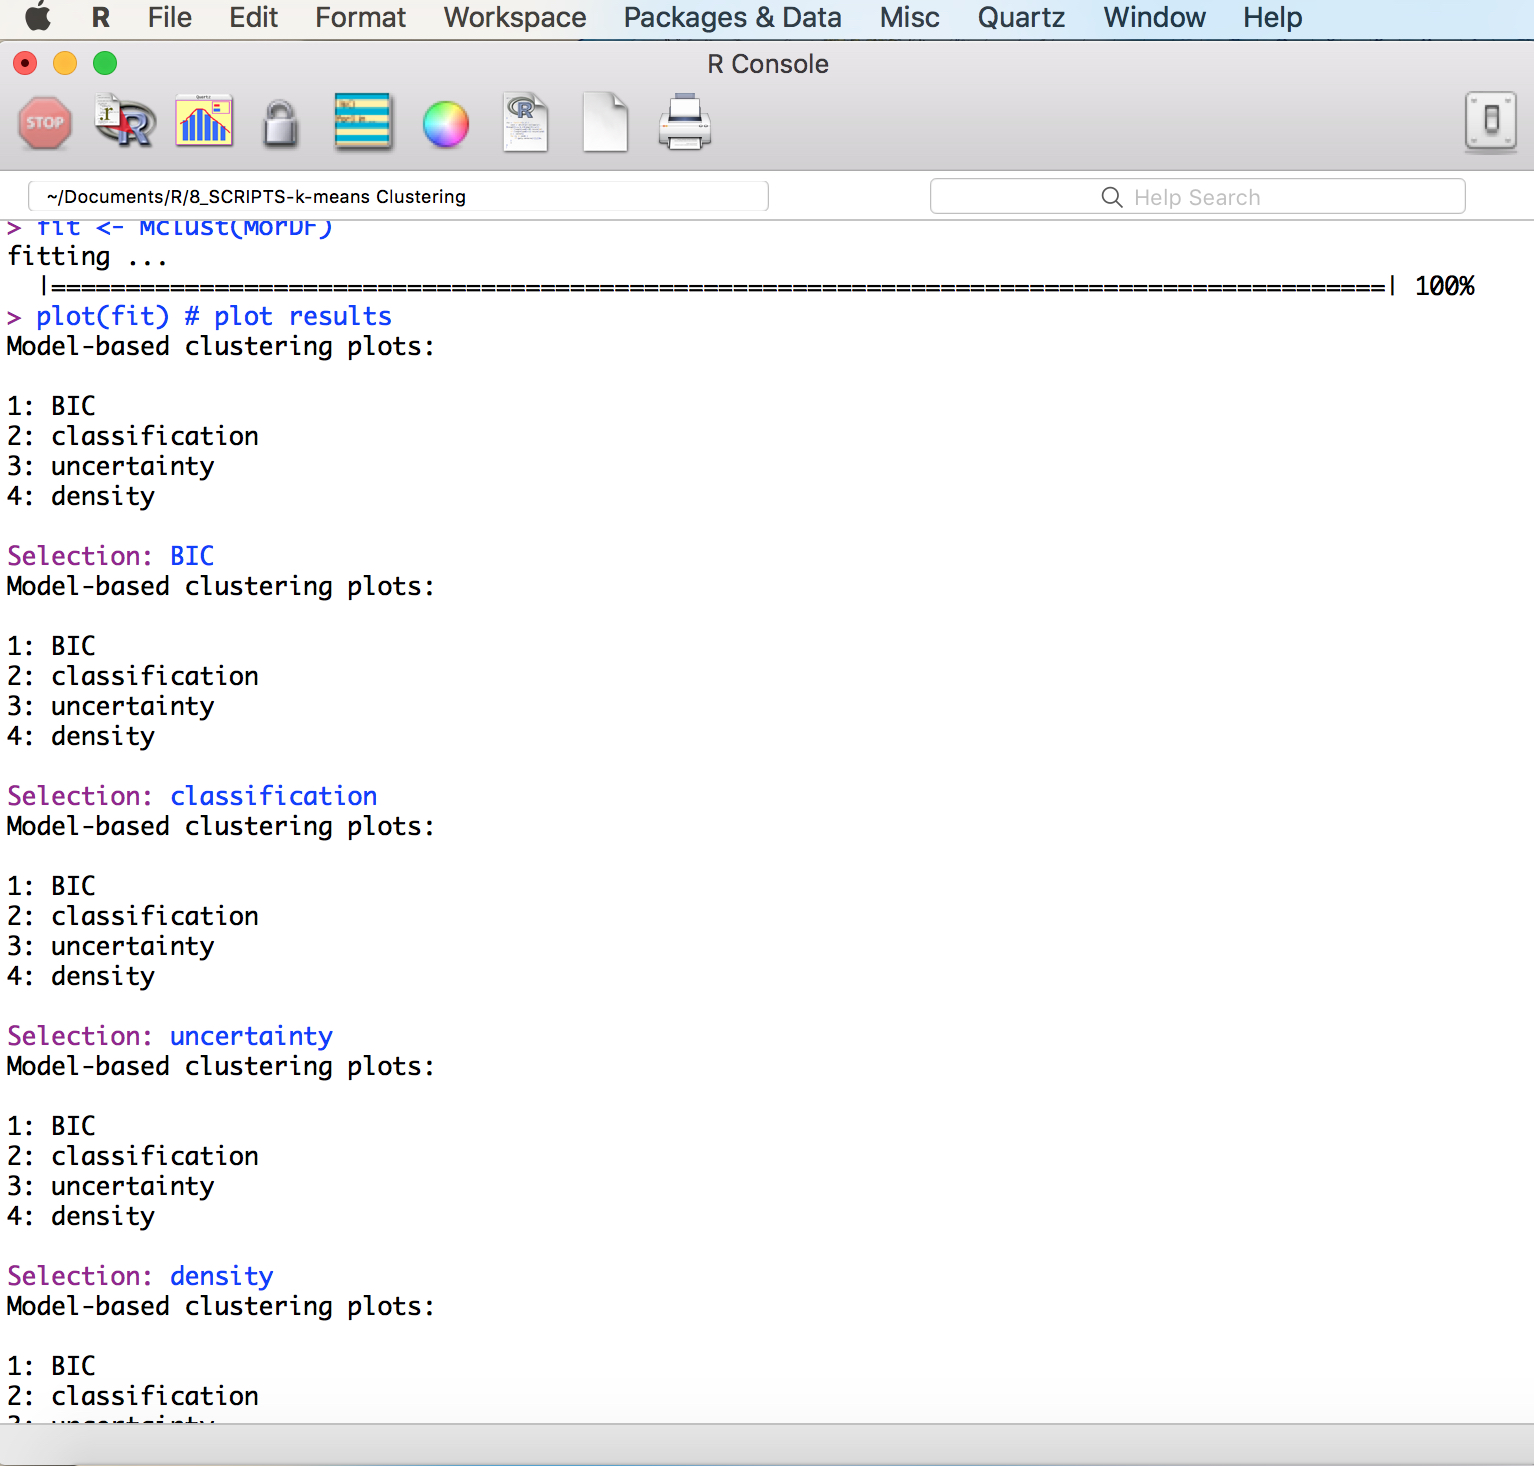 R File Edit Format Workspace Packages & Data Misc Quartz Window Help
R Console
STOP
~/Documents/R/8_SCRIPTS-k-means Clustering
Help Search
> fit <- Mclust(MorDF)
fitting ...
|==========================================================================================| 100%
> plot(fit) # plot results
Model-based clustering plots:
1: BIC
2: classification
3: uncertainty
4: density
Selection: BIC
Model-based clustering plots:
1: BIC
2: classification
3: uncertainty
4: density
Selection: classification
Model-based clustering plots:
1: BIC
2: classification
3: uncertainty
4: density
Selection: uncertainty
Model-based clustering plots:
1: BIC
2: classification
3: uncertainty
4: density
Selection: density
Model-based clustering plots:
1: BIC
2: classification
3: uncertainty